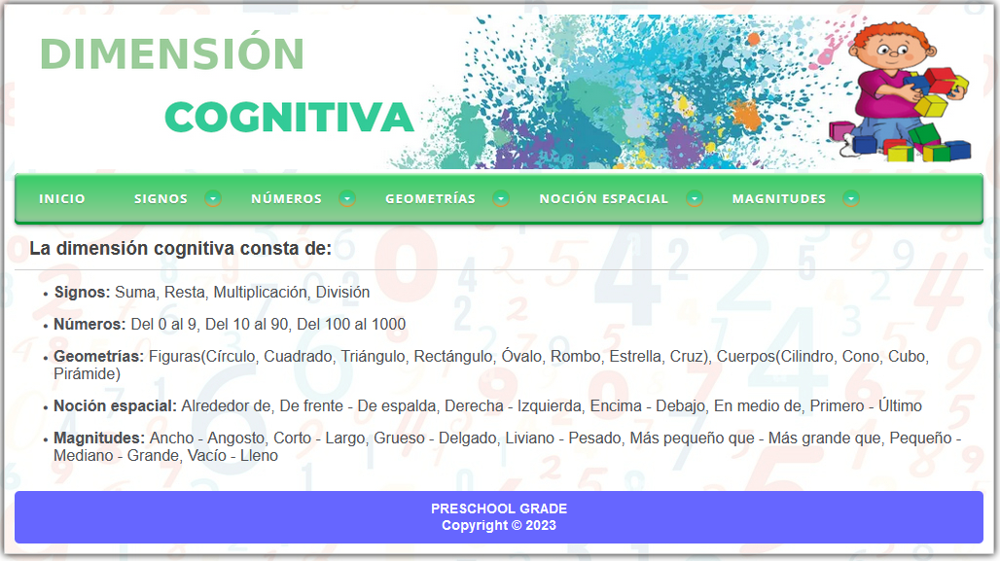 DIMENSIÓN
COGNITIVA
INICIO SIGNOS NÚMEROS GEOMETRÍAS NOCIÓN ESPACIAL MAGNITUDES
La dimensión cognitiva consta de:
• Signos: Suma, Resta, Multiplicación, División
• Números: Del 0 al 9, Del 10 al 90, Del 100 al 1000
• Geometrías: Figuras(Círculo, Cuadrado, Triángulo, Rectángulo, Óvalo, Rombo, Estrella, Cruz), Cuerpos(Cilindro, Cono, Cubo,
Pirámide)
• Noción espacial: Alrededor de, De frente - De espalda, Derecha - Izquierda, Encima - Debajo, En medio de, Primero - Último
• Magnitudes: Ancho - Angosto, Corto - Largo, Grueso - Delgado, Liviano - Pesado, Más pequeño que - Más grande que, Pequeño -
Mediano - Grande, Vacío - Lleno
PRESCHOOL GRADE
Copyright © 2023